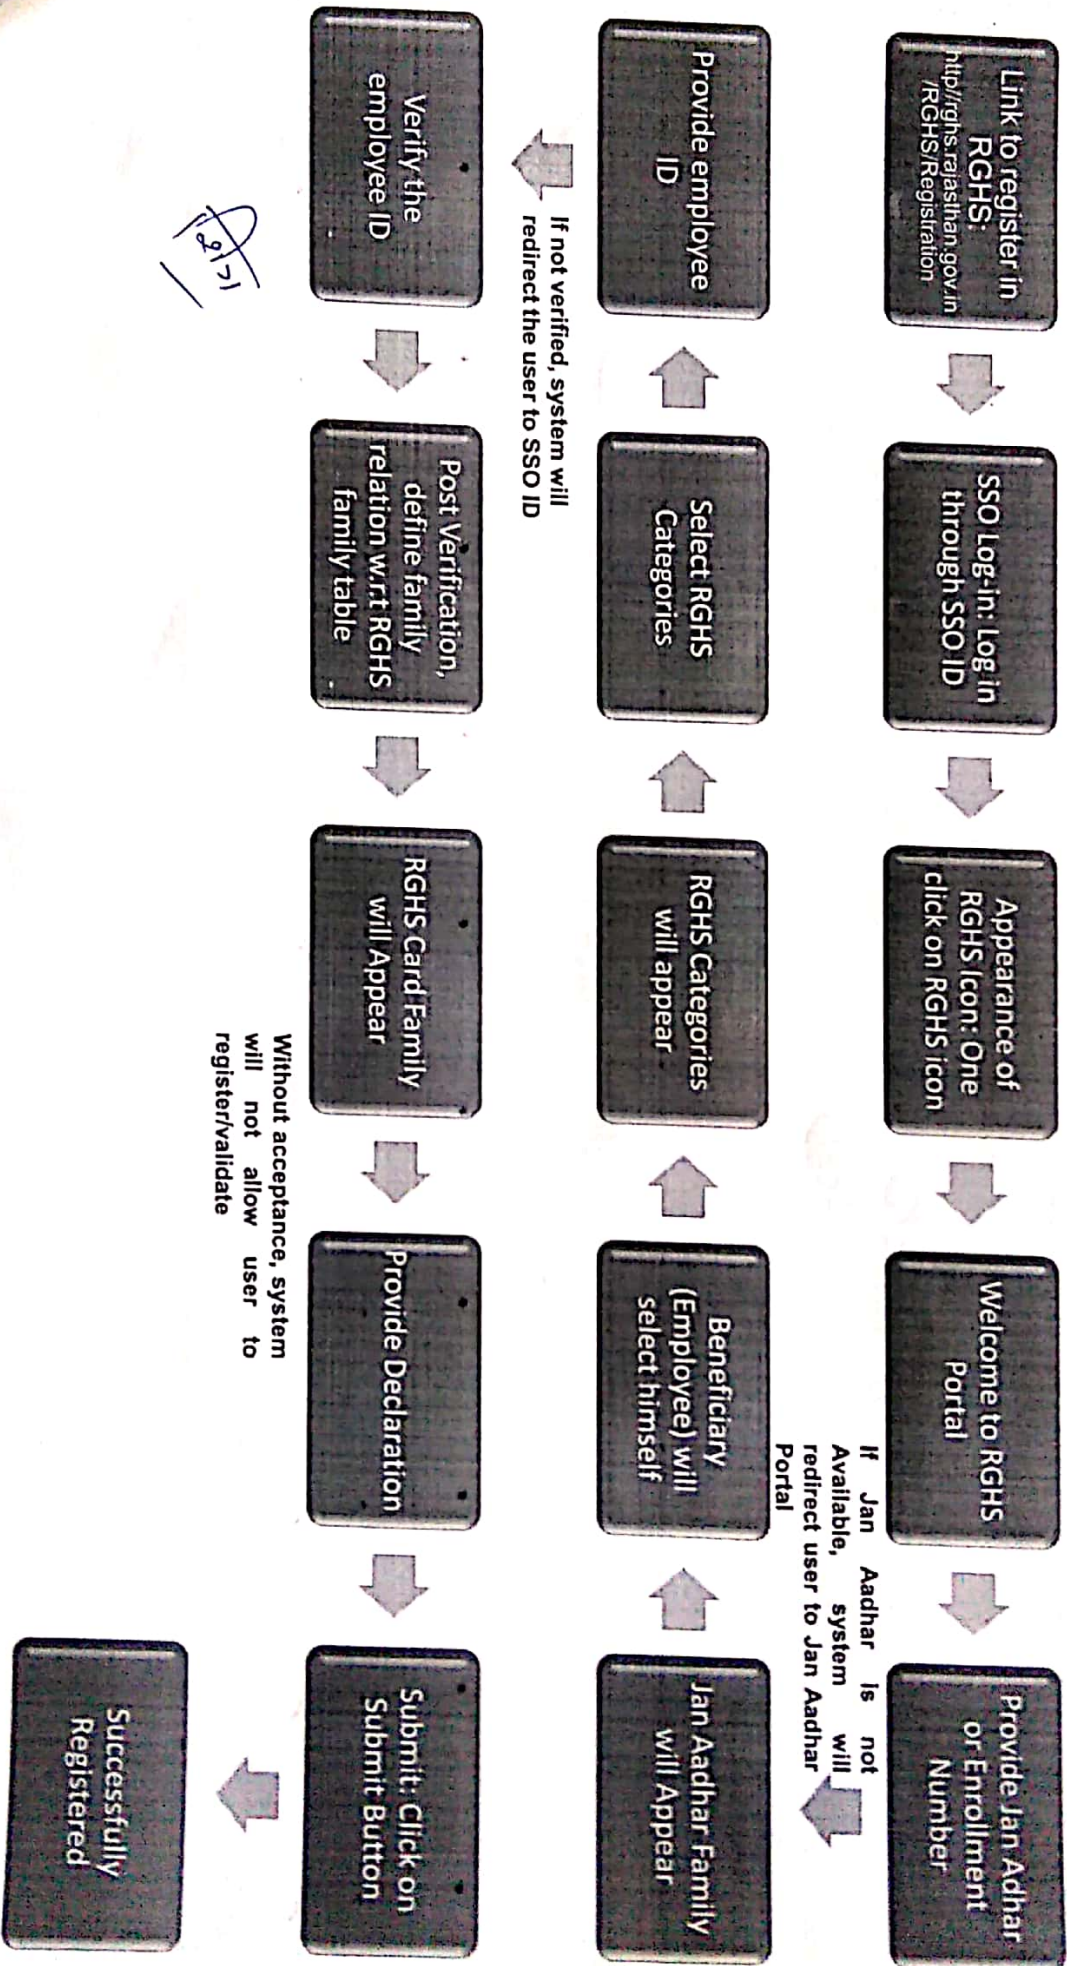 Link to register in
RGHS:
http//rghs.rajasthan.gov.in
/RGHS/Registration
SSO Log-in: Log in
through SSO ID
Appearance of
RGHS Icon: One
click on RGHS icon
Welcome to RGHS
Portal
Provide Jan Adhar
or Enrollment
Number
If Jan Aadhar is not
Available, system will
redirect user to Jan Aadhar
Portal
Jan Aadhar Family
will Appear
Beneficiary
(Employee) will
select himself
RGHS Categories
will appear
Select RGHS
Categories
Provide employee
ID
If not verified, system will
redirect the user to SSO ID
Verify the
employee ID
Post Verification,
define family
relation w.r.t RGHS
family table
RGHS Card Family
will Appear
Provide Declaration
Without acceptance, system
will not allow user to
register/validate
Submit: Click on
Submit Button
Successfully
Registered